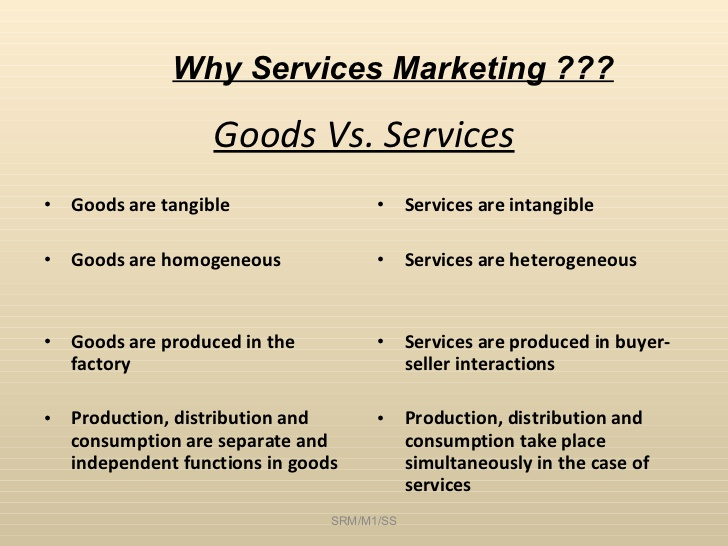 Why Services Marketing ???
Goods Vs. Services
• Goods are tangible
• Goods are homogeneous
• Goods are produced in the
factory
• Production, distribution and
consumption are separate and
independent functions in goods
• Services are intangible
• Services are heterogeneous
• Services are produced in buyer-
seller interactions
• Production, distribution and
consumption take place
simultaneously in the case of
services
SRM/M1/SS